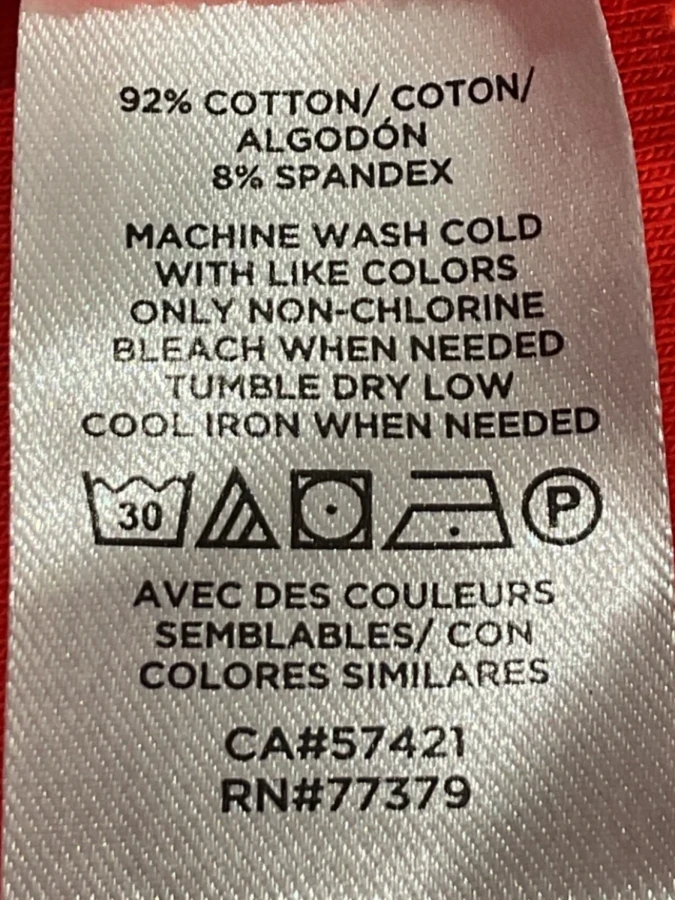 92% COTTON/ COTON/
ALGODÓN
8% SPANDEX
MACHINE WASH COLD
WITH LIKE COLORS
ONLY NON-CHLORINE
BLEACH WHEN NEEDED
TUMBLE DRY LOW
COOL IRON WHEN NEEDED
30 P
AVEC DES COULEURS
SEMBLABLES/ CON
COLORES SIMILARES
CA#57421
RN#77379